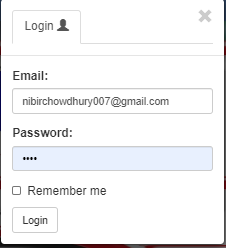 Login
×
Email:
nibirchowdhury007@gmail.com
Password:
••••
Remember me
Login